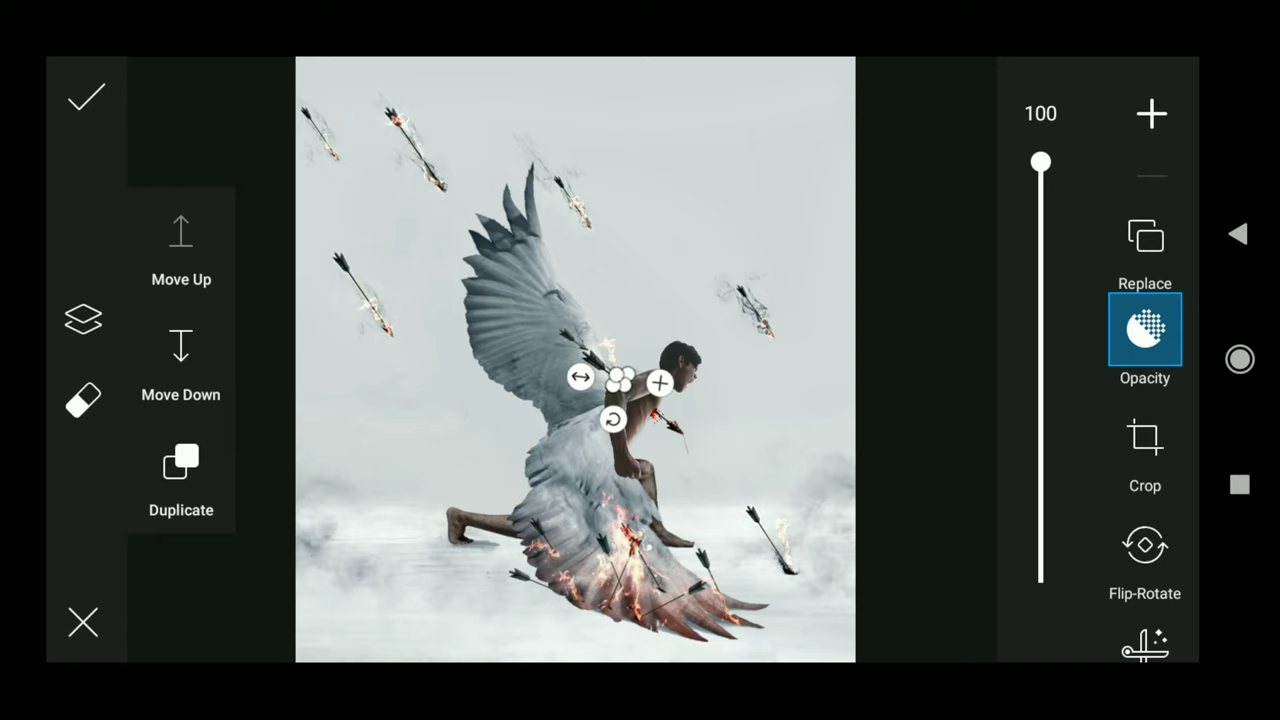 Move Up
Move Down
Duplicate
100
Replace
Opacity
Crop
Flip-Rotate